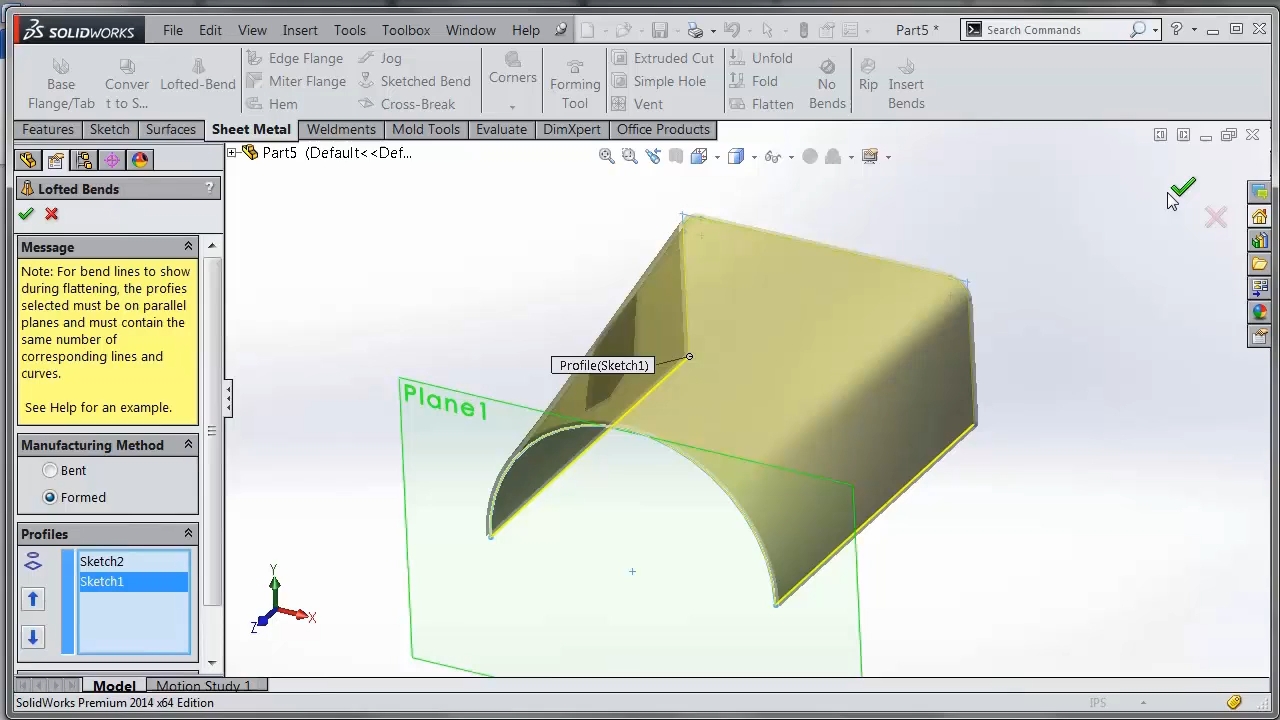 SOLIDWORKS File Edit View Insert Tools Toolbox Window Help Part5 * Search Commands ?
Base Flange/Tab
Conver t to S...
Lofted-Bend
Edge Flange
Miter Flange
Hem
Jog
Sketched Bend
Cross-Break
Corners
Forming Tool
Extruded Cut
Simple Hole
Vent
Unfold
Fold
Flatten
No Bends
Rip
Insert Bends
Features Sketch Surfaces Sheet Metal Weldments Mold Tools Evaluate DimXpert Office Products
Part5 (Default<<Def...
Lofted Bends ?
Message
Note: For bend lines to show
during flattening, the profies
selected must be on parallel
planes and must contain the
same number of
corresponding lines and
curves.
See Help for an example.
Manufacturing Method
Bent
Formed
Profiles
Sketch2
Sketch1
Profile(Sketch1)
Plane1
Y
X
Z
Model Motion Study 1
SolidWorks Premium 2014 x64 Edition IPS